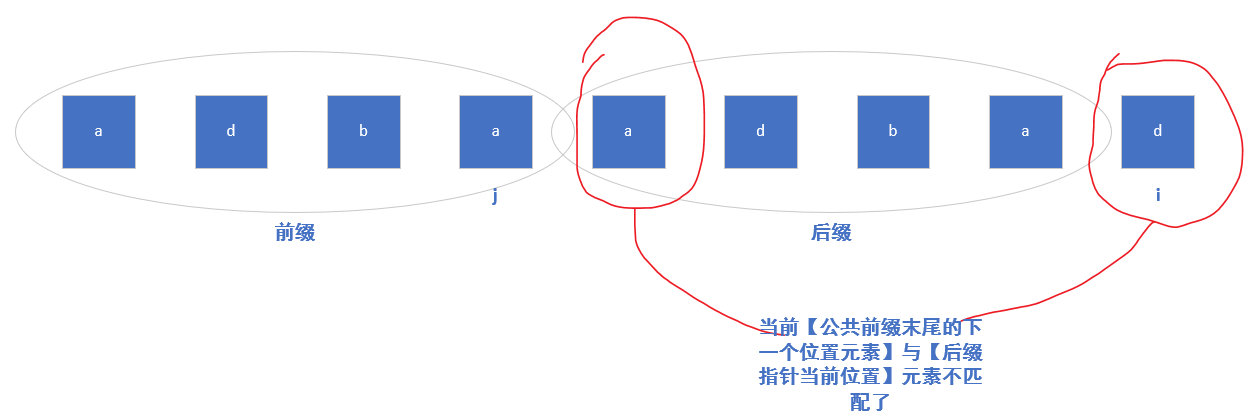 a d b a a d b a d
j i
前缀 后缀
当前【公共前缀末尾的下
一个位置元素】与【后缀
指针当前位置】元素不匹
配了